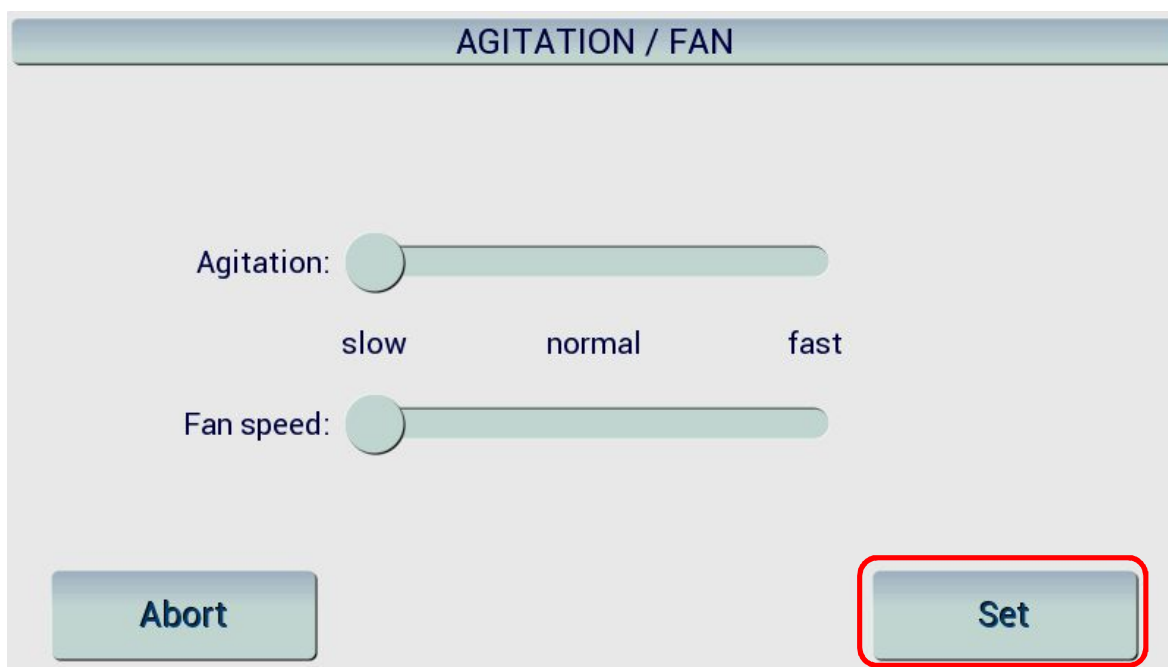 AGITATION / FAN
Agitation:
slow normal fast
Fan speed:
Abort Set